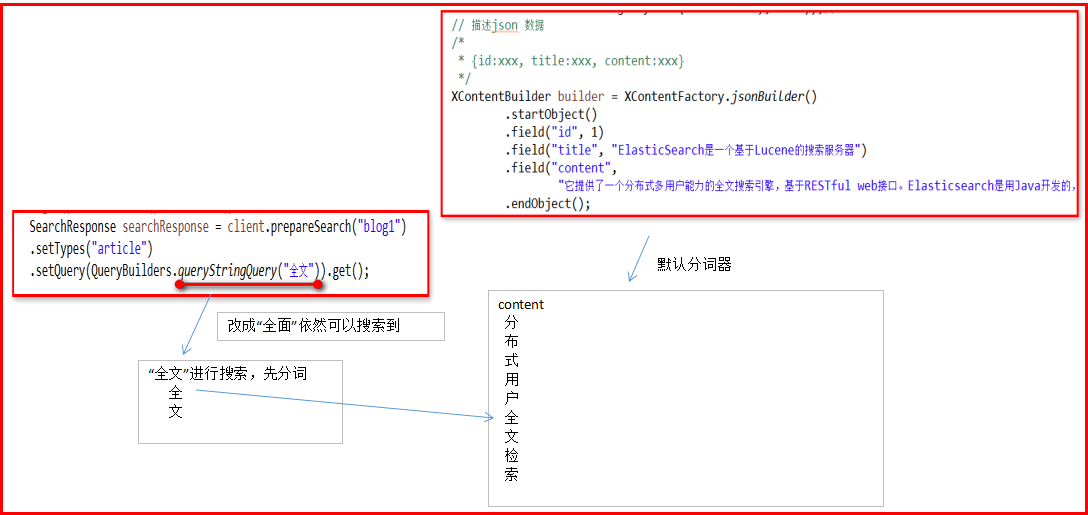 // 描述json 数据
/*
* {id:xxx, title:xxx, content:xxx}
*/
XContentBuilder builder = XContentFactory.jsonBuilder()
.startObject()
.field("id", 1)
.field("title", "ElasticSearch是一个基于Lucene的搜索服务器")
.field("content",
"它提供了一个分布式多用户能力的全文搜索引擎，基于RESTful web接口。Elasticsearch是用Java开发的，
.endObject();
SearchResponse searchResponse = client.prepareSearch("blog1")
.setTypes("article")
.setQuery(QueryBuilders.queryStringQuery("全文")).get();
默认分词器
改成“全面”依然可以搜索到
“全文”进行搜索，先分词
全
文
content
分
布
式
用
户
全
文
检
索